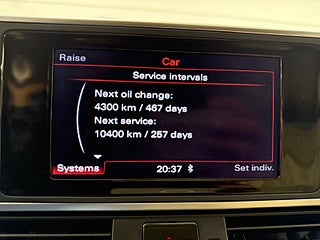 Raise
Car
Service intervals
Next oil change:
4300 km / 467 days
Next service:
10400 km / 257 days
Systems
20:37
Set indiv.